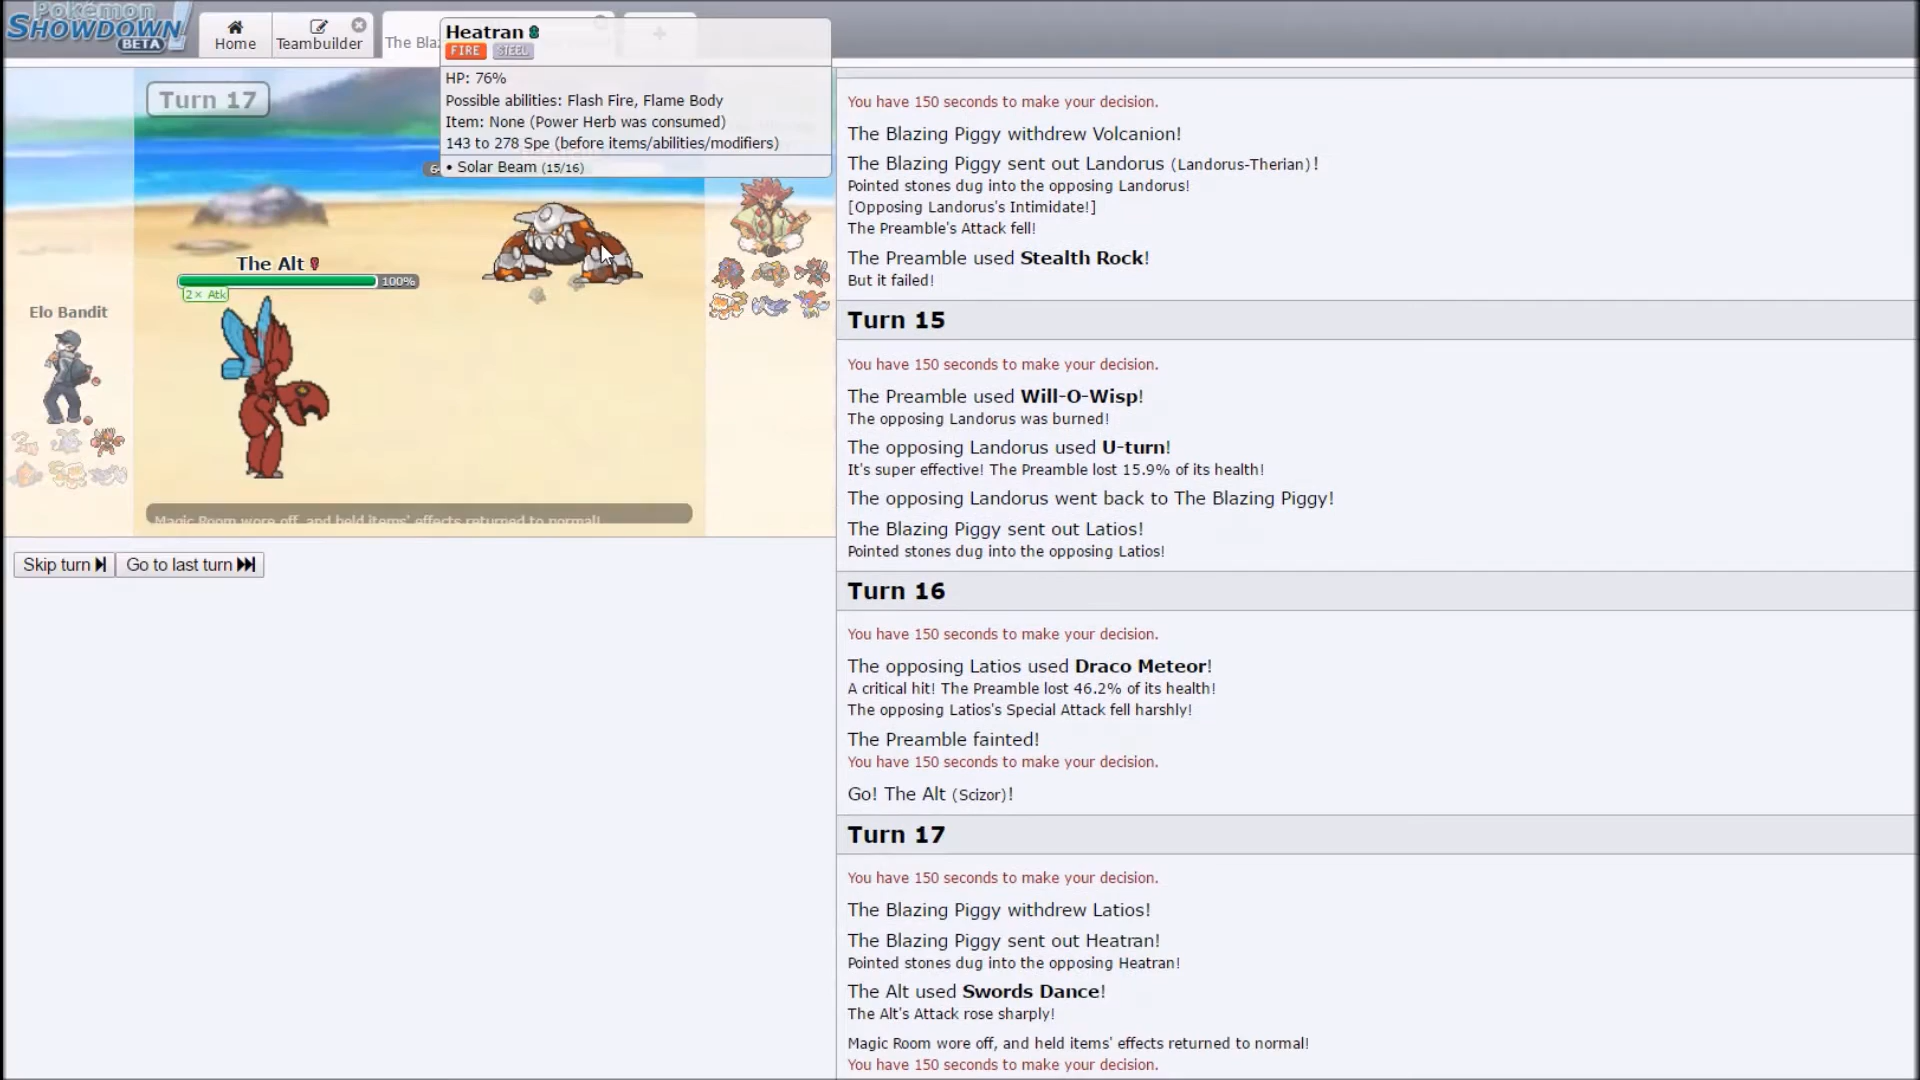 Pokémon
SHOWDOWN!
BETA
Home
Teambuilder
The Blaz
Heatran
FIRE STEEL
HP: 76%
Possible abilities: Flash Fire, Flame Body
Item: None (Power Herb was consumed)
143 to 278 Spe (before items/abilities/modifiers)
• Solar Beam (15/16)
Turn 17
The Alt
100%
2× Atk
Elo Bandit
Magic Room wore off, and held items' effects returned to normal!
Skip turn
Go to last turn
You have 150 seconds to make your decision.
The Blazing Piggy withdrew Volcanion!
The Blazing Piggy sent out Landorus (Landorus-Therian)!
Pointed stones dug into the opposing Landorus!
[Opposing Landorus's Intimidate!]
The Preamble's Attack fell!
The Preamble used Stealth Rock!
But it failed!
Turn 15
You have 150 seconds to make your decision.
The Preamble used Will-O-Wisp!
The opposing Landorus was burned!
The opposing Landorus used U-turn!
It's super effective! The Preamble lost 15.9% of its health!
The opposing Landorus went back to The Blazing Piggy!
The Blazing Piggy sent out Latios!
Pointed stones dug into the opposing Latios!
Turn 16
You have 150 seconds to make your decision.
The opposing Latios used Draco Meteor!
A critical hit! The Preamble lost 46.2% of its health!
The opposing Latios's Special Attack fell harshly!
The Preamble fainted!
You have 150 seconds to make your decision.
Go! The Alt (Scizor)!
Turn 17
You have 150 seconds to make your decision.
The Blazing Piggy withdrew Latios!
The Blazing Piggy sent out Heatran!
Pointed stones dug into the opposing Heatran!
The Alt used Swords Dance!
The Alt's Attack rose sharply!
Magic Room wore off, and held items' effects returned to normal!
You have 150 seconds to make your decision.